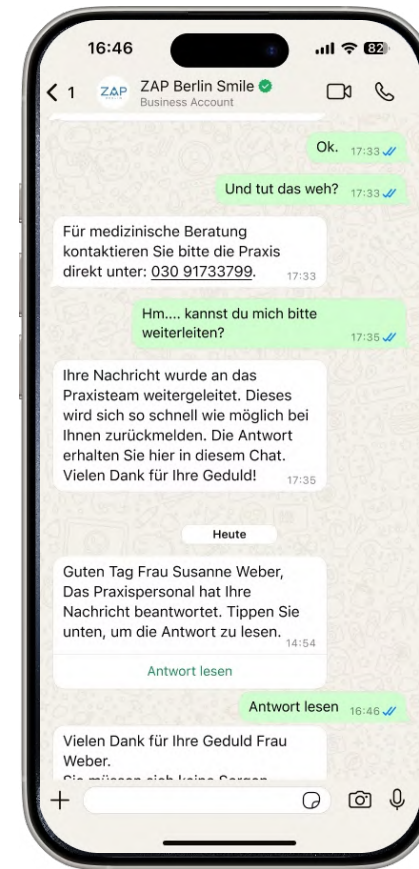 16:46
82
1
ZAP
ZAP Berlin Smile
Business Account
Ok. 17:33
Und tut das weh? 17:33
Für medizinische Beratung
kontaktieren Sie bitte die Praxis
direkt unter: 030 91733799. 17:33
Hm.... kannst du mich bitte
weiterleiten? 17:35
Ihre Nachricht wurde an das
Praxisteam weitergeleitet. Dieses
wird sich so schnell wie möglich bei
Ihnen zurückmelden. Die Antwort
erhalten Sie hier in diesem Chat.
Vielen Dank für Ihre Geduld! 17:35
Heute
Guten Tag Frau Susanne Weber,
Das Praxispersonal hat Ihre
Nachricht beantwortet. Tippen Sie
unten, um die Antwort zu lesen. 14:54
Antwort lesen
Antwort lesen 16:46
Vielen Dank für Ihre Geduld Frau
Weber.
Sie müssen sich keine Sorgen